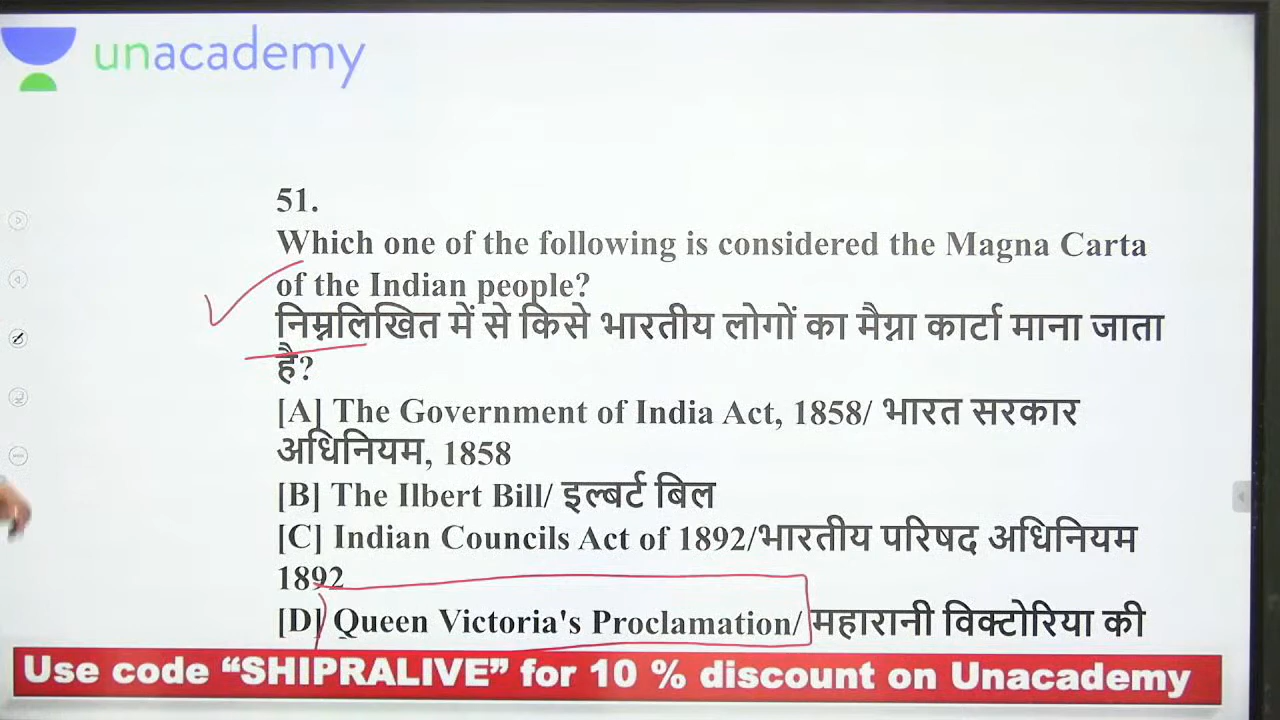 unacademy
51.
Which one of the following is considered the Magna Carta
of the Indian people?
निम्नलिखित में से किसे भारतीय लोगों का मैग्ना कार्टा माना जाता
है?
[A] The Government of India Act, 1858/ भारत सरकार
अधिनियम, 1858
[B] The Ilbert Bill/ इल्बर्ट बिल
[C] Indian Councils Act of 1892/भारतीय परिषद अधिनियम
1892
[D] Queen Victoria's Proclamation/ महारानी विक्टोरिया की
Use code “SHIPRALIVE” for 10 % discount on Unacademy